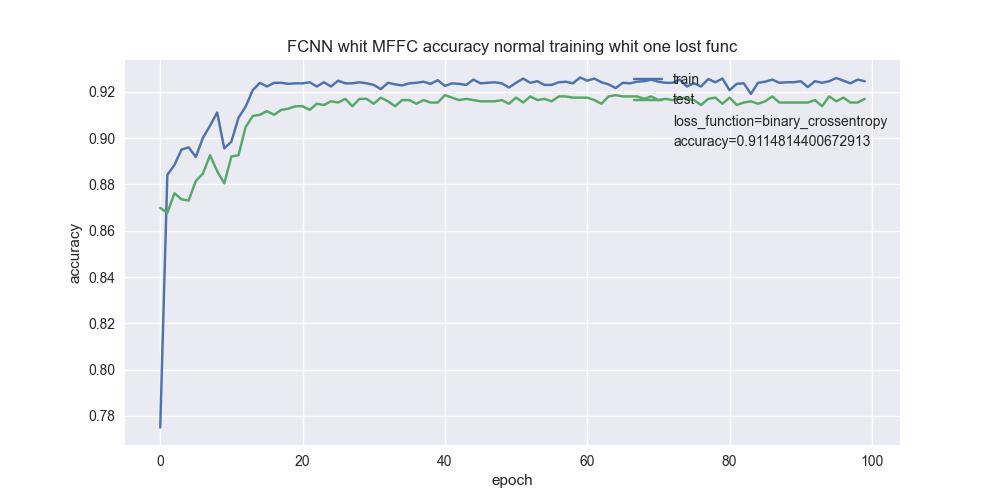 FCNN whit MFFC accuracy normal training whit one lost func
train
test
loss_function=binary_crossentropy
accuracy=0.9114814400672913
accuracy
0.92
0.90
0.88
0.86
0.84
0.82
0.80
0.78
0
20
40
60
80
100
epoch